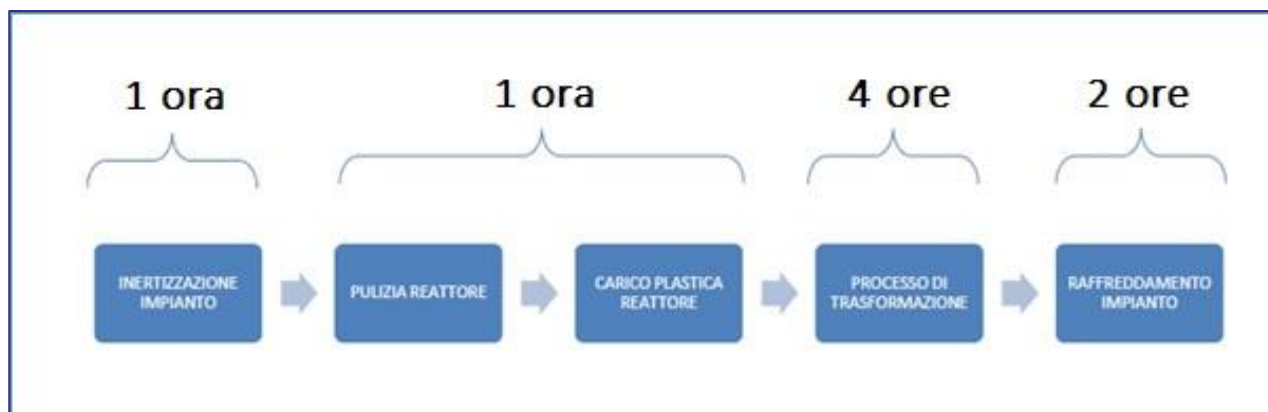 1 ora
1 ora
4 ore
2 ore
INERTIZZAZIONE
IMPIANTO
PULIZIA REATTORE
CARICO PLASTICA
REATTORE
PROCESSO DI
TRASFORMAZIONE
RAFFREDDAMENTO
IMPIANTO